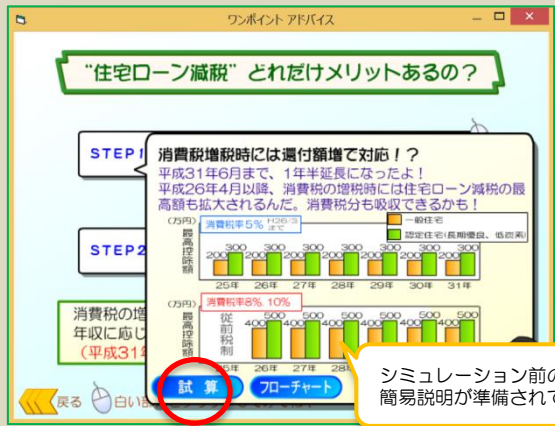 ワンポイント アドバイス
“住宅ローン減税”どれだけメリットあるの？
STEP1
消費税増税時には還付額増で対応！？
平成31年6月まで、1年半延長になったよ！
平成26年4月以降、消費税の増税時には住宅ローン減税の最
高額も拡大されるんだ。消費税分も吸収できるかも！
(万円)
消費税率5% H26/3まで
一般住宅
認定住宅(長期優良、低炭素)
最高控除額
200 300 200 300 200 300 200 300 200 300 200 300 200 300
25年 26年 27年 28年 29年 30年 31年
STEP2
(万円)
消費税率8%、10%
最高控除額
従前税制
400 500 400 500 400 500 400 500 400 500 400 500
25年 26年 27年 28
消費税の増
年収に応じ
(平成31
試 算
フローチャート
戻る
白い
シミュレーション前の
簡易説明が準備されて